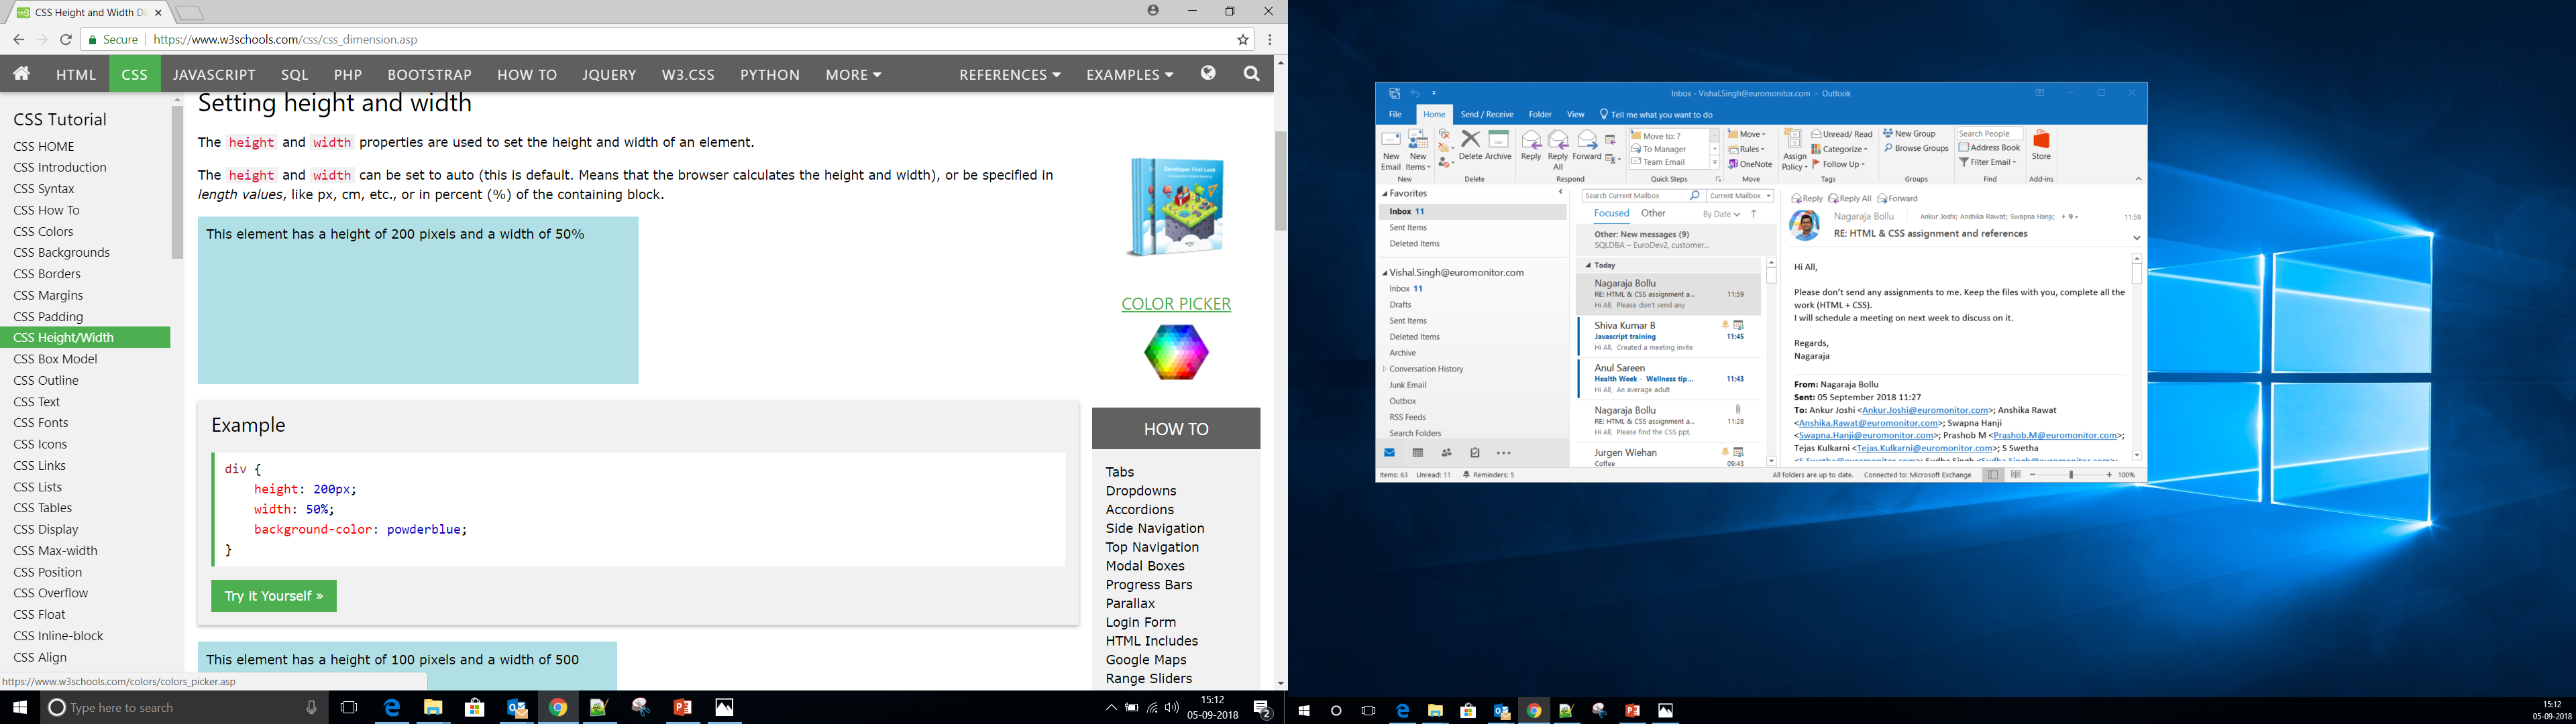 CSS Height and Width Di
Secure
https://www.w3schools.com/css/css_dimension.asp
HTML CSS JAVASCRIPT SQL PHP BOOTSTRAP HOW TO JQUERY W3.CSS PYTHON MORE REFERENCES EXAMPLES
CSS Tutorial
CSS HOME
CSS Introduction
CSS Syntax
CSS How To
CSS Colors
CSS Backgrounds
CSS Borders
CSS Margins
CSS Padding
CSS Height/Width
CSS Box Model
CSS Outline
CSS Text
CSS Fonts
CSS Icons
CSS Links
CSS Lists
CSS Tables
CSS Display
CSS Max-width
CSS Position
CSS Overflow
CSS Float
CSS Inline-block
CSS Align
Setting height and width
The height and width properties are used to set the height and width of an element.
The height and width can be set to auto (this is default. Means that the browser calculates the height and width), or be specified in
length values, like px, cm, etc., or in percent (%) of the containing block.
This element has a height of 200 pixels and a width of 50%
Example
div {
height: 200px;
width: 50%;
background-color: powderblue;
}
Try it Yourself »
This element has a height of 100 pixels and a width of 500
Developer First Look
COLOR PICKER
HOW TO
Tabs
Dropdowns
Accordions
Side Navigation
Top Navigation
Modal Boxes
Progress Bars
Parallax
Login Form
HTML Includes
Google Maps
Range Sliders
https://www.w3schools.com/colors/colors_picker.asp
Type here to search
15:12
05-09-2018
2
Inbox - Vishal.Singh@euromonitor.com - Outlook
File Home Send / Receive Folder View Tell me what you want to do
New Email
New Items
New
Delete Archive
Delete
Reply Reply All Forward
Respond
Move to: ?
To Manager
Team Email
Quick Steps
Move
Rules
OneNote
Move
Assign Policy
Unread/ Read
Categorize
Follow Up
Tags
New Group
Browse Groups
Groups
Search People
Address Book
Filter Email
Find
Store
Add-ins
Favorites
Inbox 11
Sent Items
Deleted Items
Vishal.Singh@euromonitor.com
Inbox 11
Drafts
Sent Items
Deleted Items
Archive
Conversation History
Junk Email
Outbox
RSS Feeds
Search Folders
Search Current Mailbox Current Mailbox
Focused Other By Date
Other: New messages (9)
SQLDBA – EuroDev2, customer...
Today
Nagaraja Bollu
RE: HTML & CSS assignment a... 11:59
Hi All, Please don't send any
Shiva Kumar B
Javascript training 11:45
Hi All, Created a meeting invite
Anul Sareen
Health Week - Wellness tip... 11:43
Hi All, An average adult
Nagaraja Bollu
RE: HTML & CSS assignment a... 11:28
Hi All, Please find the CSS ppt,
Jurgen Wiehan
Coffee 09:43
Reply Reply All Forward
Nagaraja Bollu Ankur Joshi; Anshika Rawat; Swapna Hanji; + 9 11:59
RE: HTML & CSS assignment and references
Hi All,
Please don't send any assignments to me. Keep the files with you, complete all the
work (HTML + CSS).
I will schedule a meeting on next week to discuss on it.
Regards,
Nagaraja
From: Nagaraja Bollu
Sent: 05 September 2018 11:27
To: Ankur Joshi <Ankur.Joshi@euromonitor.com>; Anshika Rawat
<Anshika.Rawat@euromonitor.com>; Swapna Hanji
<Swapna.Hanji@euromonitor.com>; Prashob M <Prashob.M@euromonitor.com>;
Tejas Kulkarni <Tejas.Kulkarni@euromonitor.com>; S Swetha
<S.Swetha@euromonitor.com>; Sudha Singh <Sudha.Singh@euromonitor.com>;
Items: 63 Unread: 11 Reminders: 5 All folders are up to date. Connected to: Microsoft Exchange 100%
15:12
05-09-2018